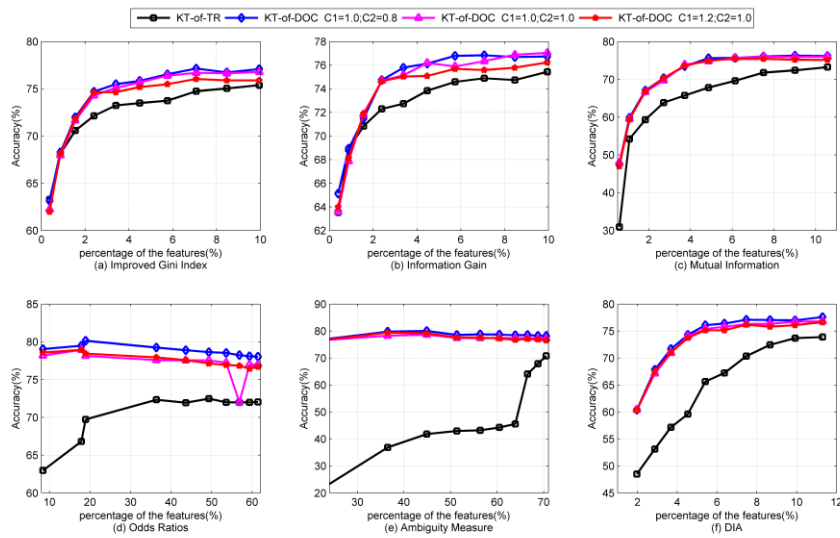 KT-of-TR KT-of-DOC C1=1.0;C2=0.8 KT-of-DOC C1=1.0;C2=1.0 KT-of-DOC C1=1.2;C2=1.0
80
75
70
65
60
Accuracy(%)
0 2 4 6 8 10
percentage of the features(%)
(a) Improved Gini Index
78
76
74
72
70
68
66
64
62
Accuracy(%)
0 2 4 6 8 10
percentage of the features(%)
(b) Information Gain
80
70
60
50
40
30
Accuracy(%)
2 4 6 8 10
percentage of the features(%)
(c) Mutual Information
85
80
75
70
65
60
Accuracy(%)
10 20 30 40 50 60
percentage of the features(%)
(d) Odds Ratios
90
80
70
60
50
40
30
20
Accuracy(%)
30 40 50 60 70
percentage of the features(%)
(e) Ambiguity Measure
85
80
75
70
65
60
55
50
45
Accuracy(%)
2 4 6 8 10 12
percentage of the features(%)
(f) DIA